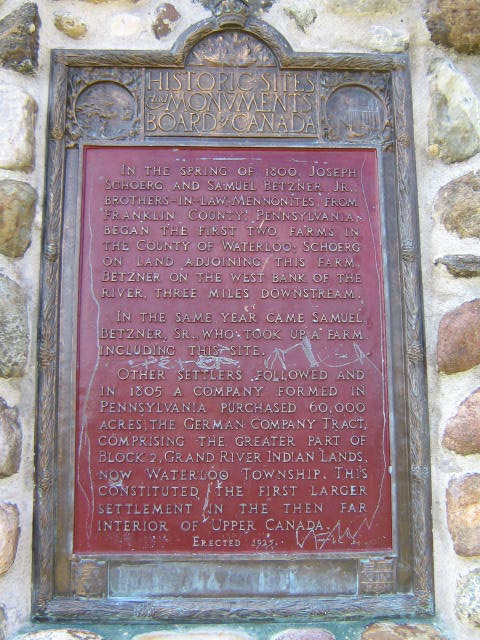 HISTORIC SITES
and MONVMENTS
BOARD of CANADA
IN THE SPRING OF 1800, JOSEPH
SCHOERG AND SAMUEL BETZNER, JR.,
BROTHERS-IN-LAW, MENNONITES, FROM
FRANKLIN COUNTY, PENNSYLVANIA,
BEGAN THE FIRST TWO FARMS IN
THE COUNTY OF WATERLOO; SCHOERG
ON LAND ADJOINING THIS FARM,
BETZNER ON THE WEST BANK OF THE
RIVER, THREE MILES DOWNSTREAM.
IN THE SAME YEAR CAME SAMUEL
BETZNER, SR., WHO TOOK UP A FARM
INCLUDING THIS SITE.
OTHER SETTLERS FOLLOWED AND
IN 1805 A COMPANY FORMED IN
PENNSYLVANIA PURCHASED 60,000
ACRES, THE GERMAN COMPANY TRACT,
COMPRISING THE GREATER PART OF
BLOCK 2, GRAND RIVER INDIAN LANDS,
NOW WATERLOO TOWNSHIP. THIS
CONSTITUTED THE FIRST LARGER
SETTLEMENT IN THE THEN FAR
INTERIOR OF UPPER CANADA.
ERECTED 1925.